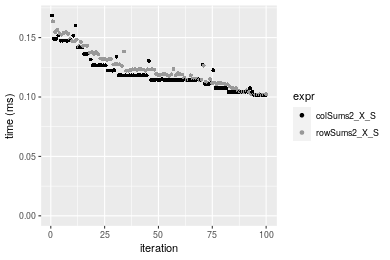 0.15
0.10
0.05
0.00
time (ms)
0
25
50
75
100
iteration
expr
colSums2_X_S
rowSums2_X_S